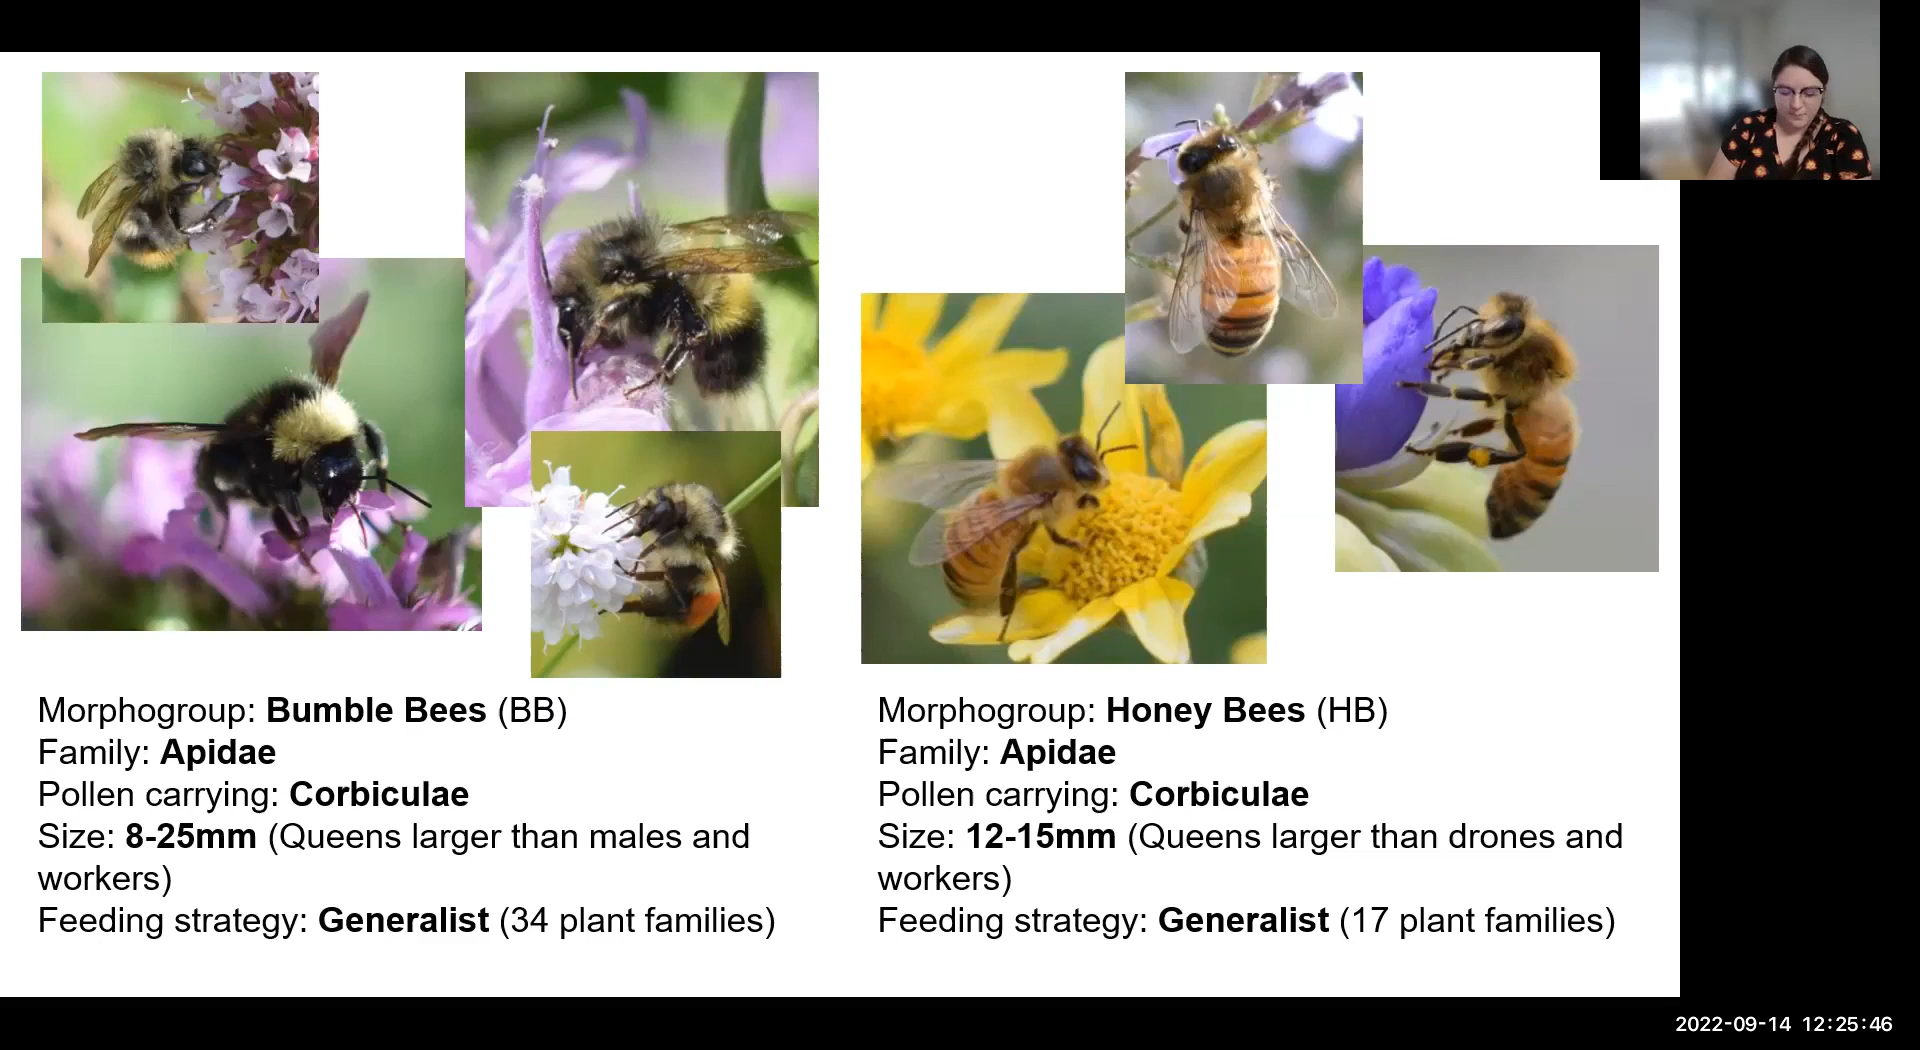 Morphogroup: Bumble Bees (BB)
Family: Apidae
Pollen carrying: Corbiculae
Size: 8-25mm (Queens larger than males and
workers)
Feeding strategy: Generalist (34 plant families)
Morphogroup: Honey Bees (HB)
Family: Apidae
Pollen carrying: Corbiculae
Size: 12-15mm (Queens larger than drones and
workers)
Feeding strategy: Generalist (17 plant families)
2022-09-14 12:25:46